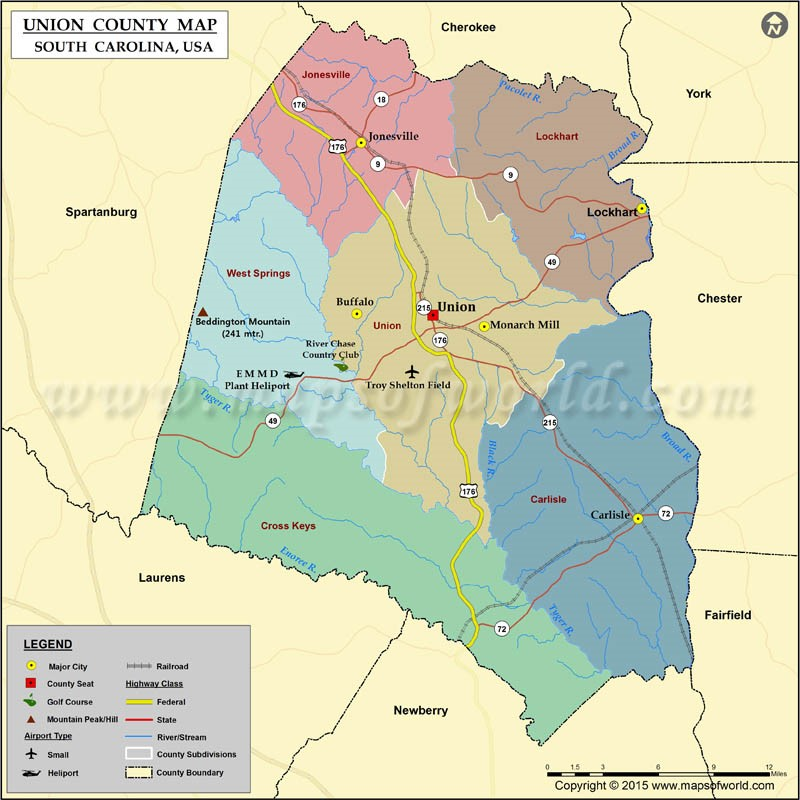 UNION COUNTY MAP
SOUTH CAROLINA, USA
Cherokee
N
Jonesville
176
18
Pacolet R.
York
Lockhart
Broad R.
Jonesville
176
9
9
Spartanburg
Lockhart
49
West Springs
Chester
Buffalo
215
Union
Beddington Mountain
(241 mtr.)
Union
Monarch Mill
176
River Chase
Country Club
E M M D
Plant Heliport
Troy Shelton Field
www.mapsofworld.com
Tyger R.
49
215
Black R.
Broad R.
176
Carlisle
Carlisle
72
Cross Keys
Enoree R.
Laurens
Tyger R.
Fairfield
72
Newberry
LEGEND
Major City
Railroad
County Seat
Highway Class
Golf Course
Federal
Mountain Peak/Hill
State
Airport Type
River/Stream
Small
County Subdivisions
Heliport
County Boundary
0 1.5 3 6 9 12
Miles
Copyright © 2015 www.mapsofworld.com